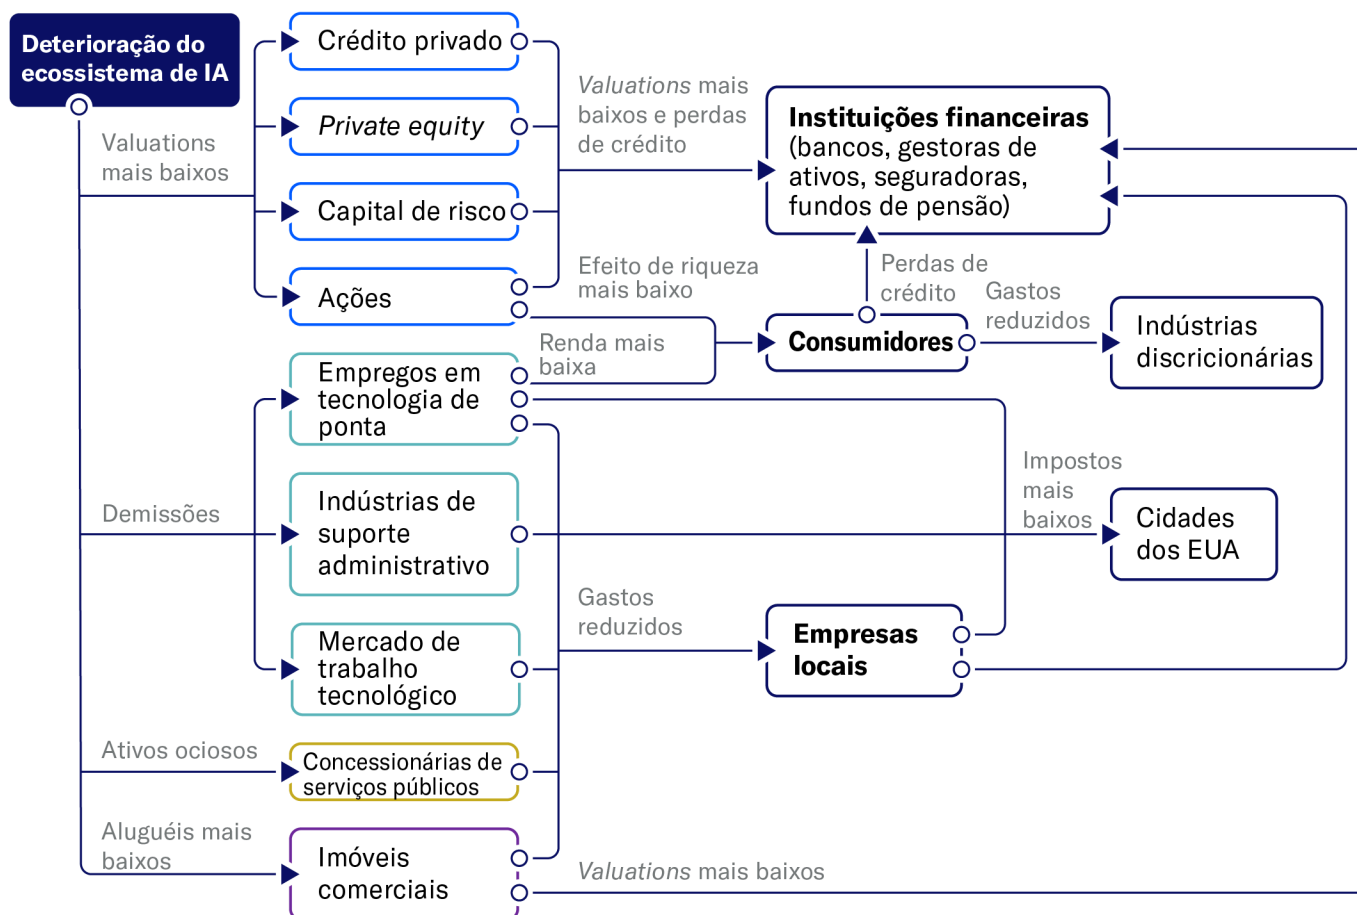 Deterioração do
ecossistema de IA
Valuations
mais baixos
Crédito privado
Private equity
Capital de risco
Ações
Valuations mais
baixos e perdas
de crédito
Instituições financeiras
(bancos, gestoras de
ativos, seguradoras,
fundos de pensão)
Efeito de riqueza
mais baixo
Perdas de
crédito
Gastos
reduzidos
Renda mais
baixa
Consumidores
Indústrias
discricionárias
Empregos em
tecnologia de
ponta
Demissões
Indústrias de
suporte
administrativo
Impostos
mais
baixos
Cidades
dos EUA
Mercado de
trabalho
tecnológico
Gastos
reduzidos
Empresas
locais
Ativos ociosos
Concessionárias de
serviços públicos
Aluguéis mais
baixos
Imóveis
comerciais
Valuations mais baixos